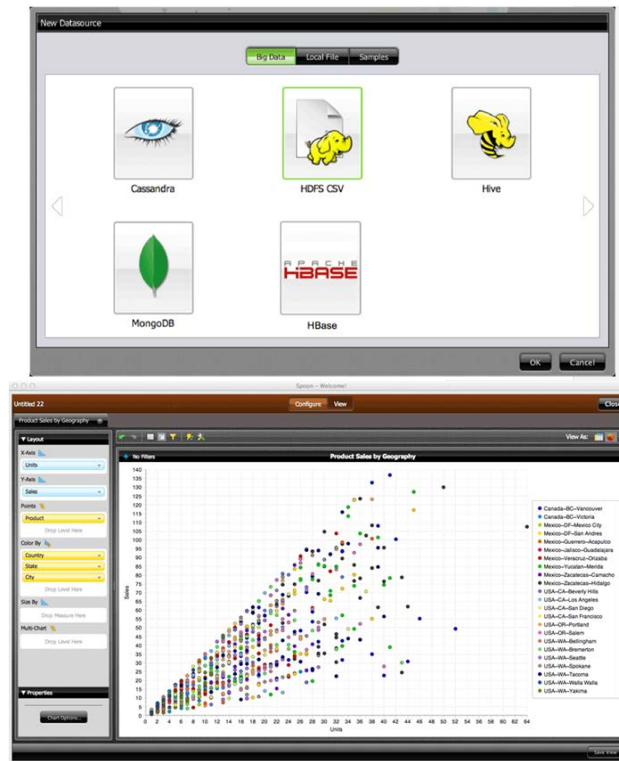 New Datasource
Big Data Local File Samples
Cassandra HDFS CSV Hive
APACHE
HBASE
MongoDB HBase
OK Cancel
Spoon - Welcome!
Untitled 22 Configure View Close
Product Sales by Geography
▼ Layout
View As:
X-Axis
No Filters Product Sales by Geography
Units
Y-Axis
Sales
Points
Product
Drop Level Here
Color By
Country
State
City
Drop Level Here
Size By
Drop Measure Here
Multi-Chart
Drop Level Here
▼ Properties
Chart Options...
Sales
140
135
130
125
120
115
110
105
100
95
90
85
80
75
70
65
60
55
50
45
40
35
30
25
20
15
10
5
0
0 2 4 6 8 10 12 14 16 18 20 22 24 26 28 30 32 34 36 38 40 42 44 46 48 50 52 54 56 58 60 62 64
Units
Canada-BC-Vancouver
Canada-BC-Victoria
Mexico-DF-Mexico City
Mexico-DF-San Andres
Mexico-Guerrero-Acapulco
Mexico-Jalisco-Guadalajara
Mexico-Veracruz-Orizaba
Mexico-Yucatan-Merida
Mexico-Zacatecas-Camacho
Mexico-Zacatecas-Hidalgo
USA-CA-Beverly Hills
USA-CA-Los Angeles
USA-CA-San Diego
USA-CA-San Francisco
USA-OR-Portland
USA-OR-Salem
USA-WA-Bellingham
USA-WA-Bremerton
USA-WA-Seattle
USA-WA-Spokane
USA-WA-Tacoma
USA-WA-Walla Walla
USA-WA-Yakima
Save View